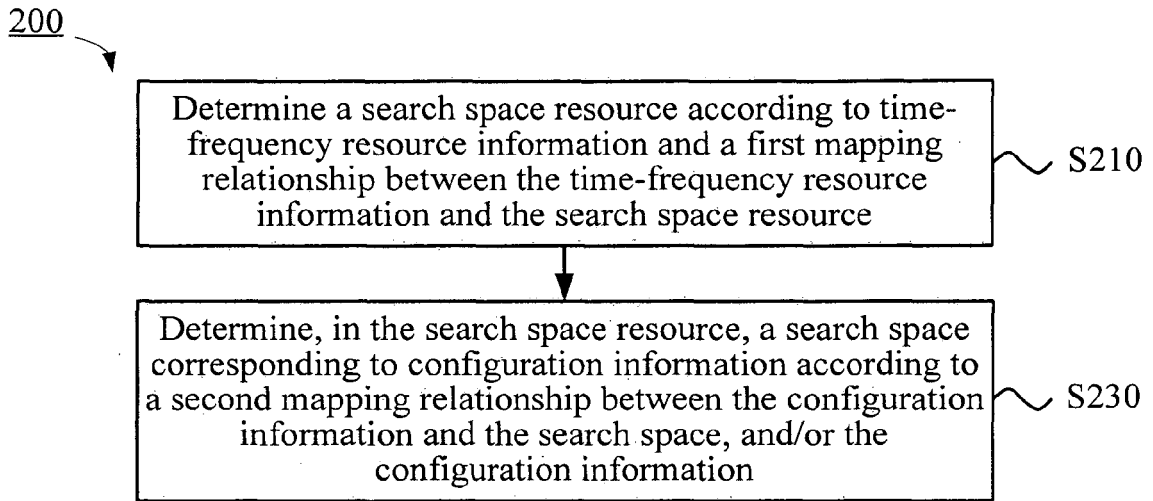 200
Determine a search space resource according to time-
frequency resource information and a first mapping
relationship between the time-frequency resource
information and the search space resource
S210
Determine, in the search space resource, a search space
corresponding to configuration information according to
a second mapping relationship between the configuration
information and the search space, and/or the
configuration information
S230